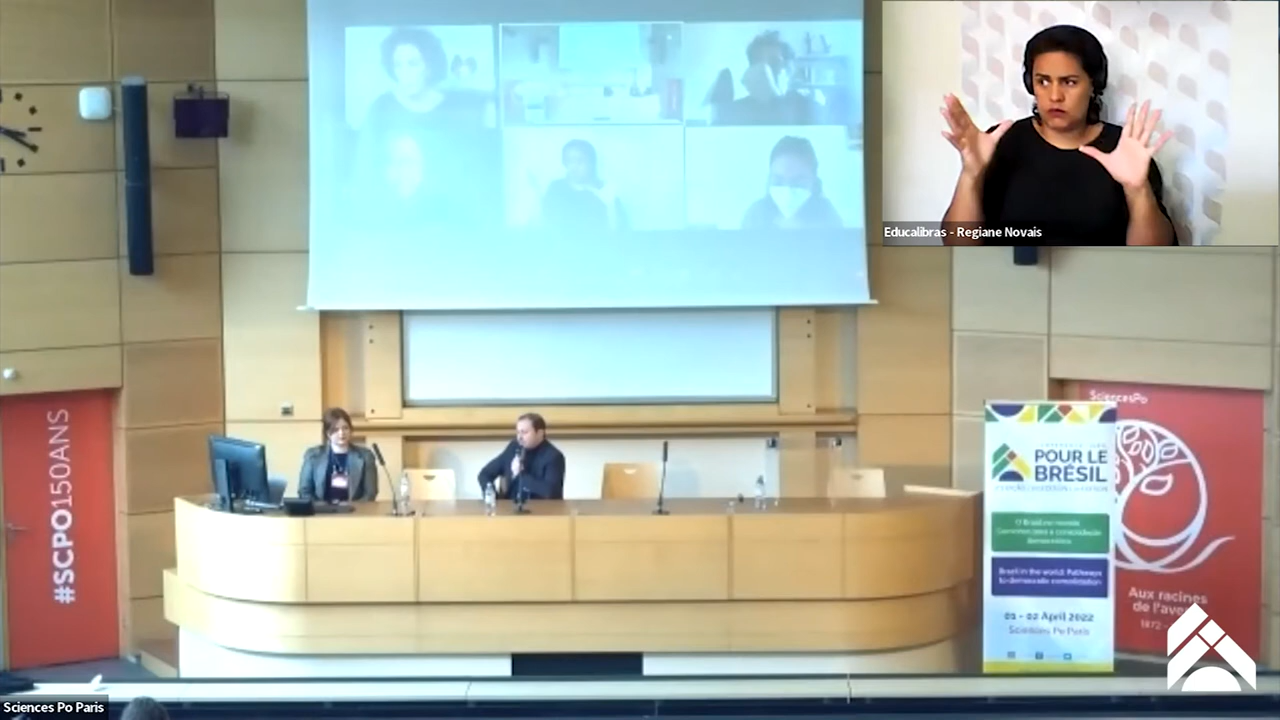 Educalibras - Regiane Novais
#SCPO150ANS
SciencesPo
POUR LE
BRÉSIL
O Brasil no mundo:
Caminhos para a consolidação
democrática
Brazil in the world: Pathways
to democratic consolidation
01 - 02 April 2022
Sciences Po Paris
Aux racines
de l'avenir
Sciences Po Paris